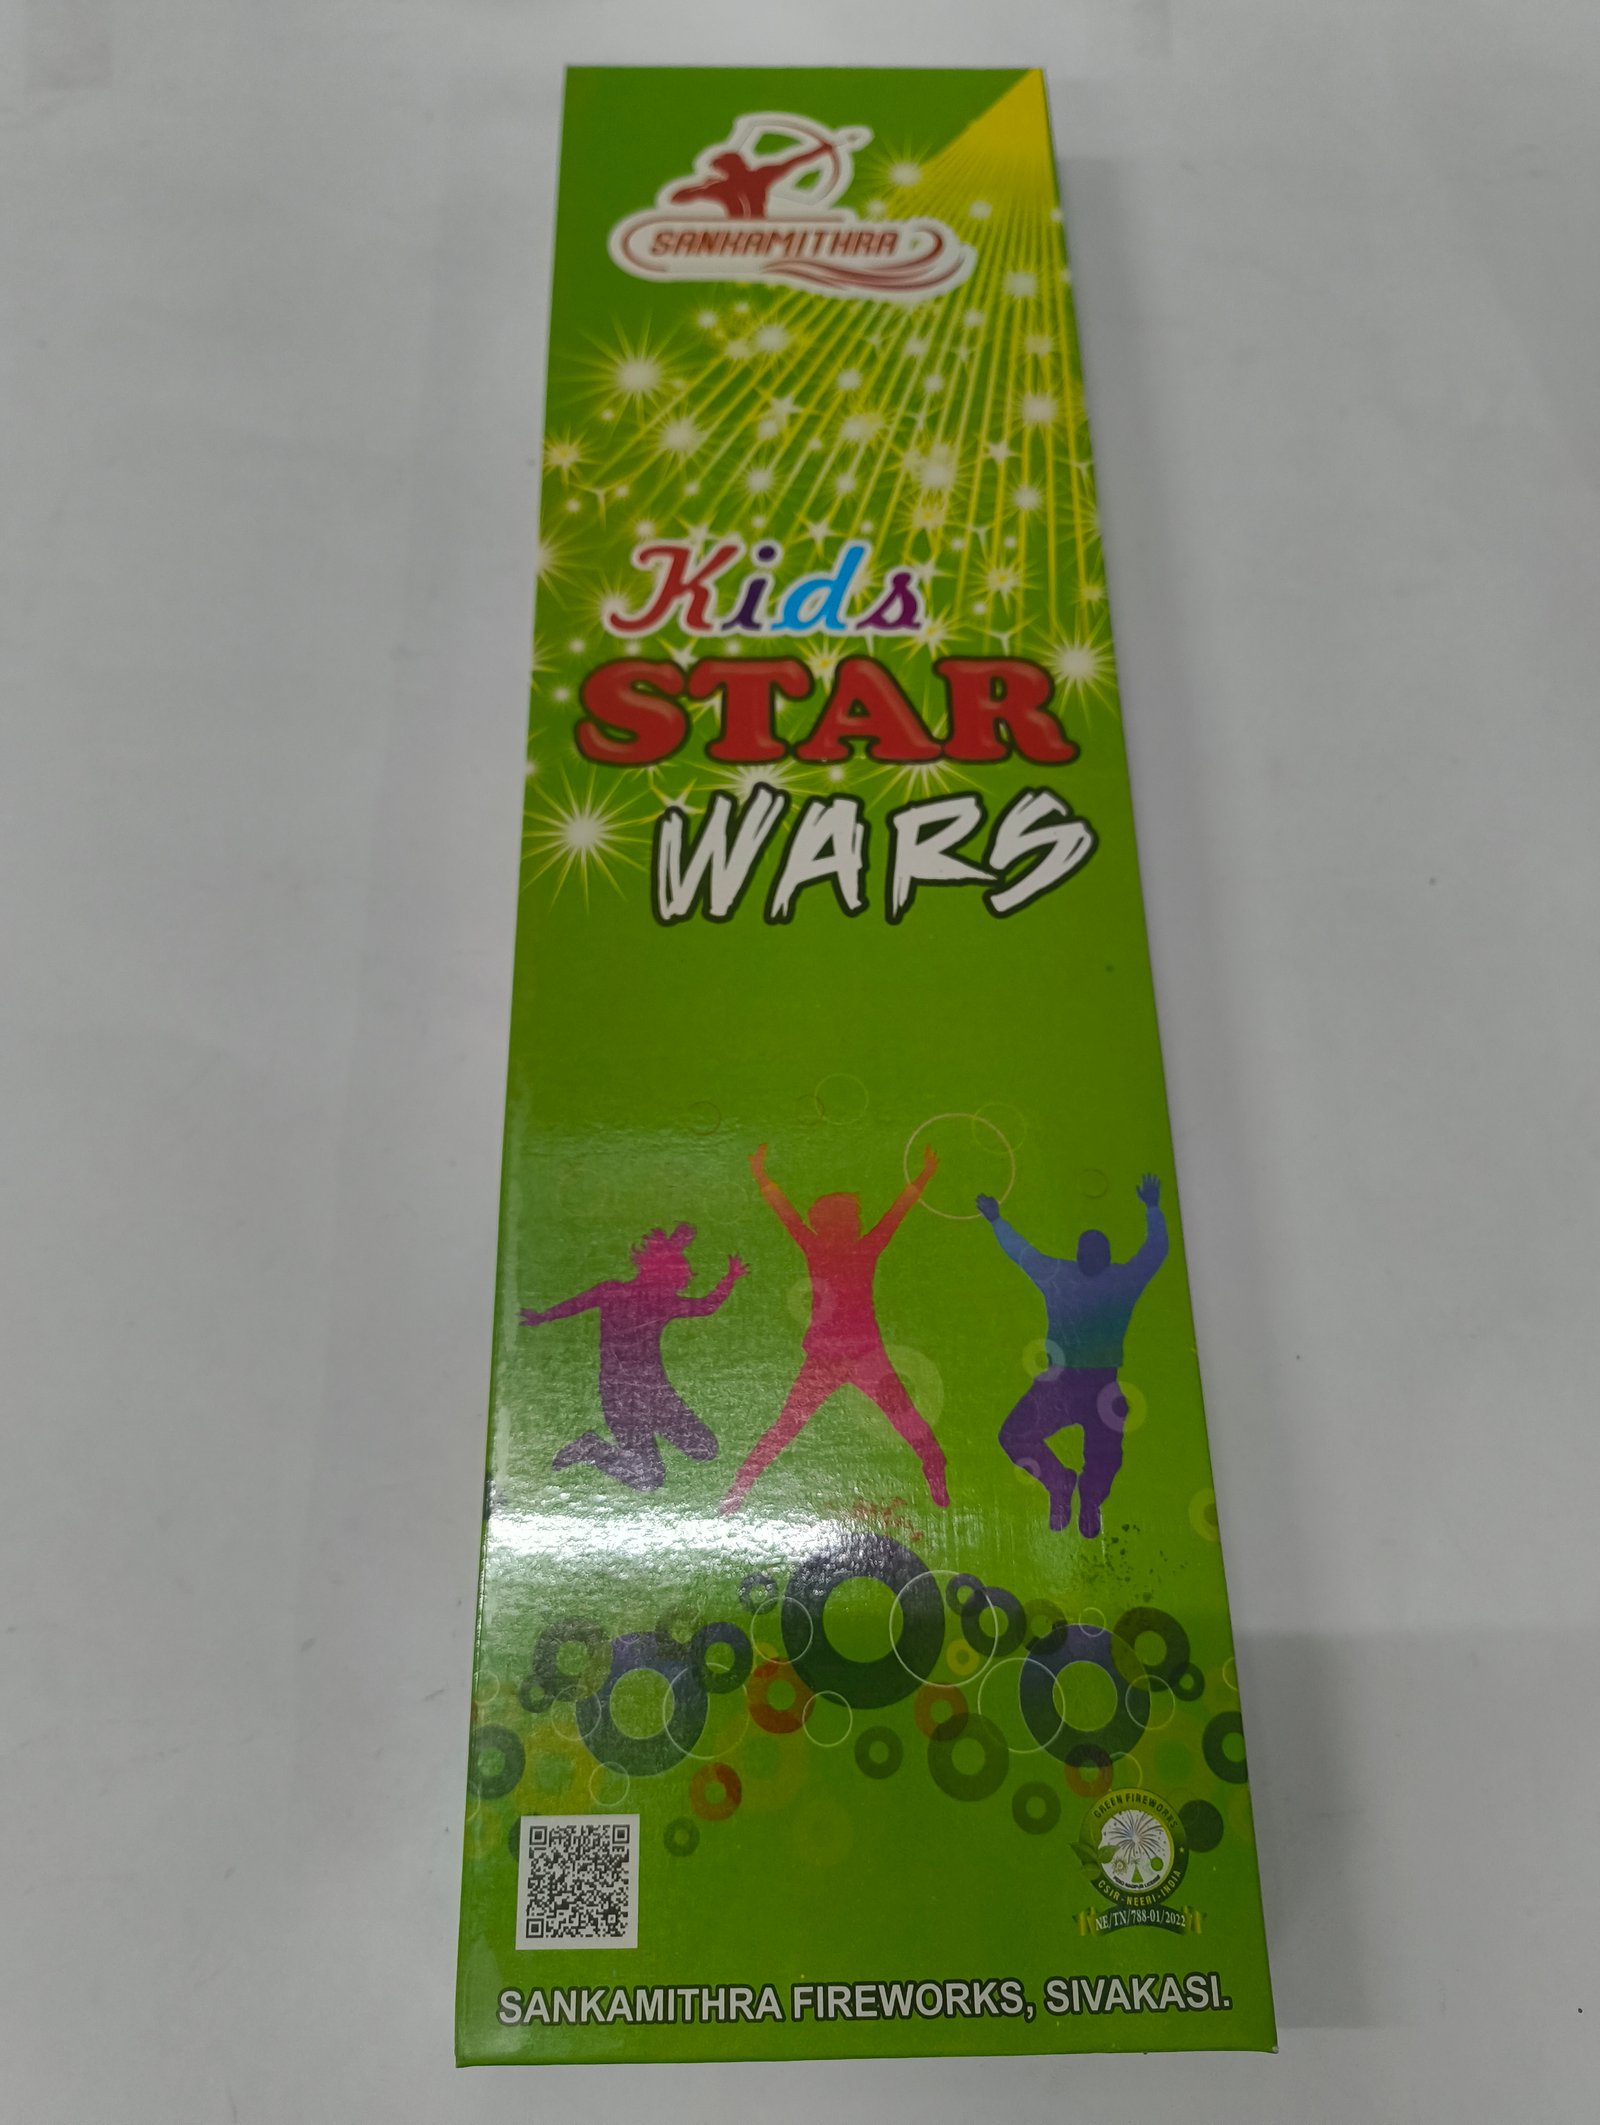 SANKAMITHRA
Kids
STAR
WARS
GREEN FIREWORKS
CSIR-NEERI-INDIA
NE/TN/788-01/2022
SANKAMITHRA FIREWORKS, SIVAKASI.